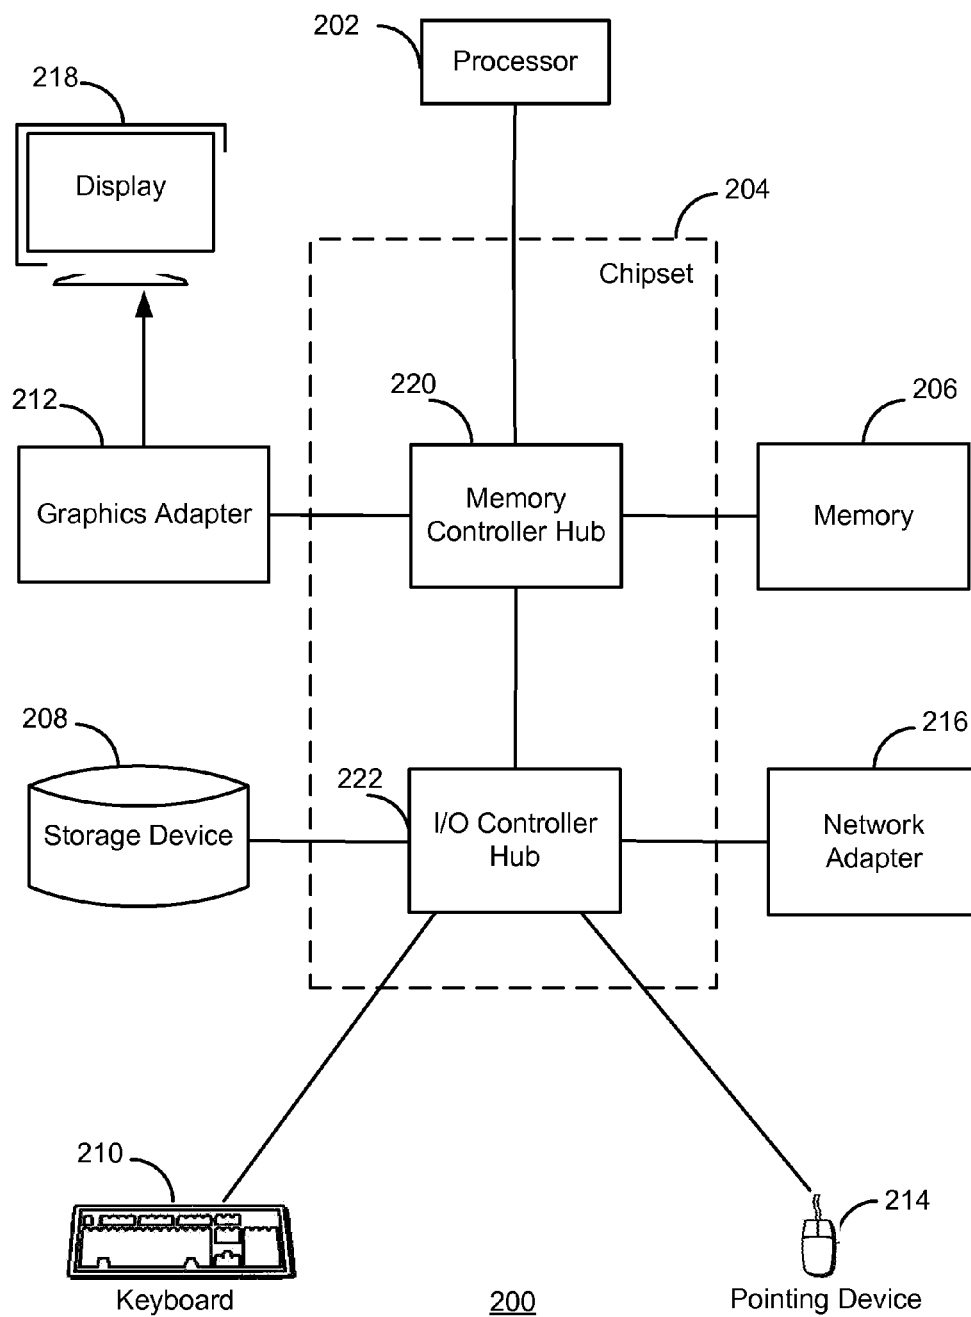 202
Processor
218
Display
204
Chipset
212
220
206
Graphics Adapter
Memory
Controller Hub
Memory
208
222
216
Storage Device
I/O Controller
Hub
Network
Adapter
210
214
Keyboard
200
Pointing Device